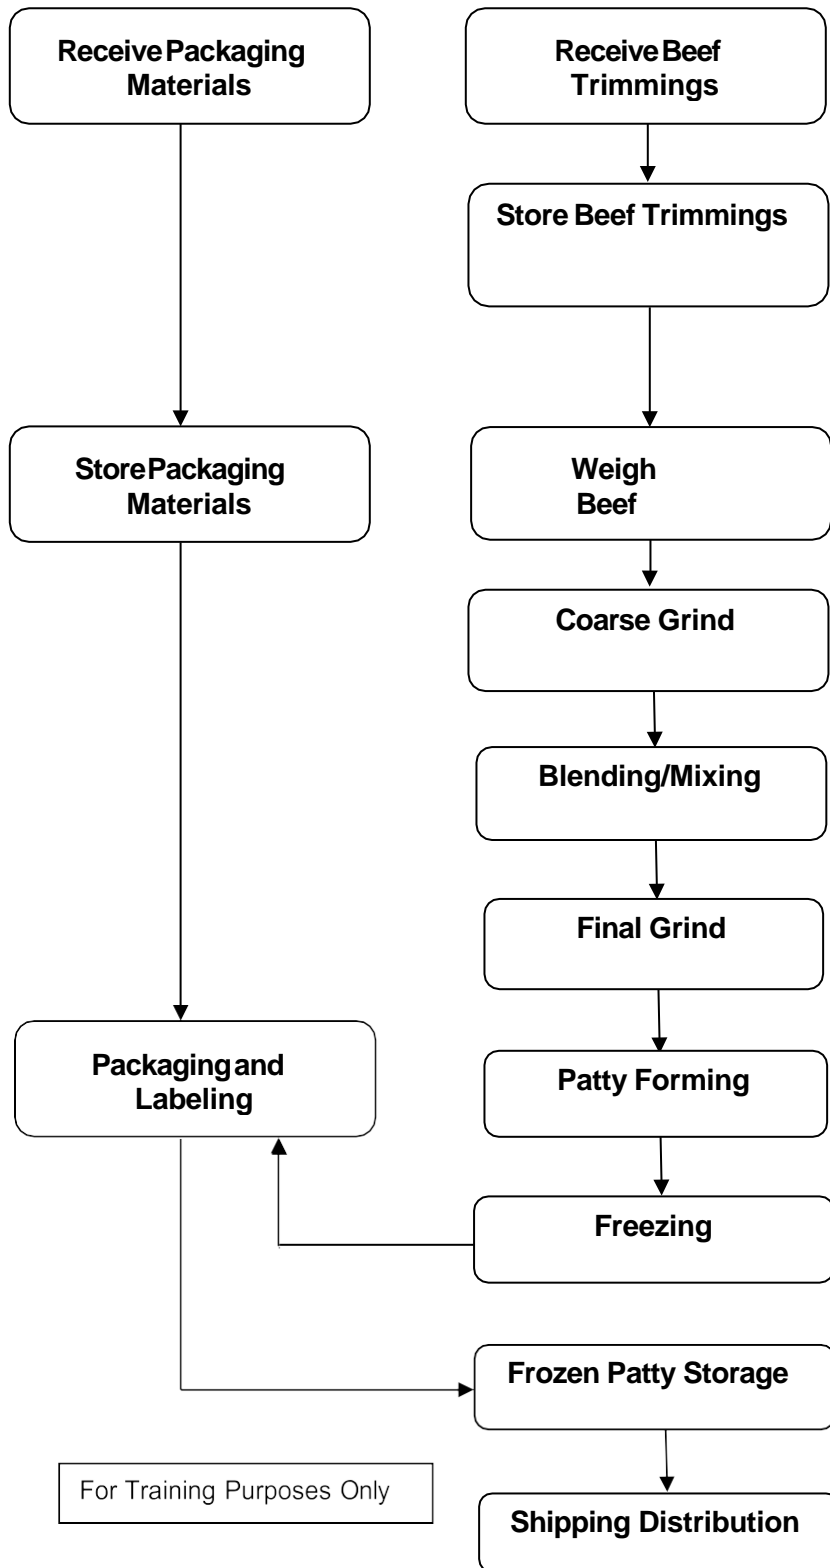 Receive Packaging
Materials
Receive Beef
Trimmings
Store Beef Trimmings
Store Packaging
Materials
Weigh
Beef
Coarse Grind
Blending/Mixing
Final Grind
Packaging and
Labeling
Patty Forming
Freezing
Frozen Patty Storage
For Training Purposes Only
Shipping Distribution